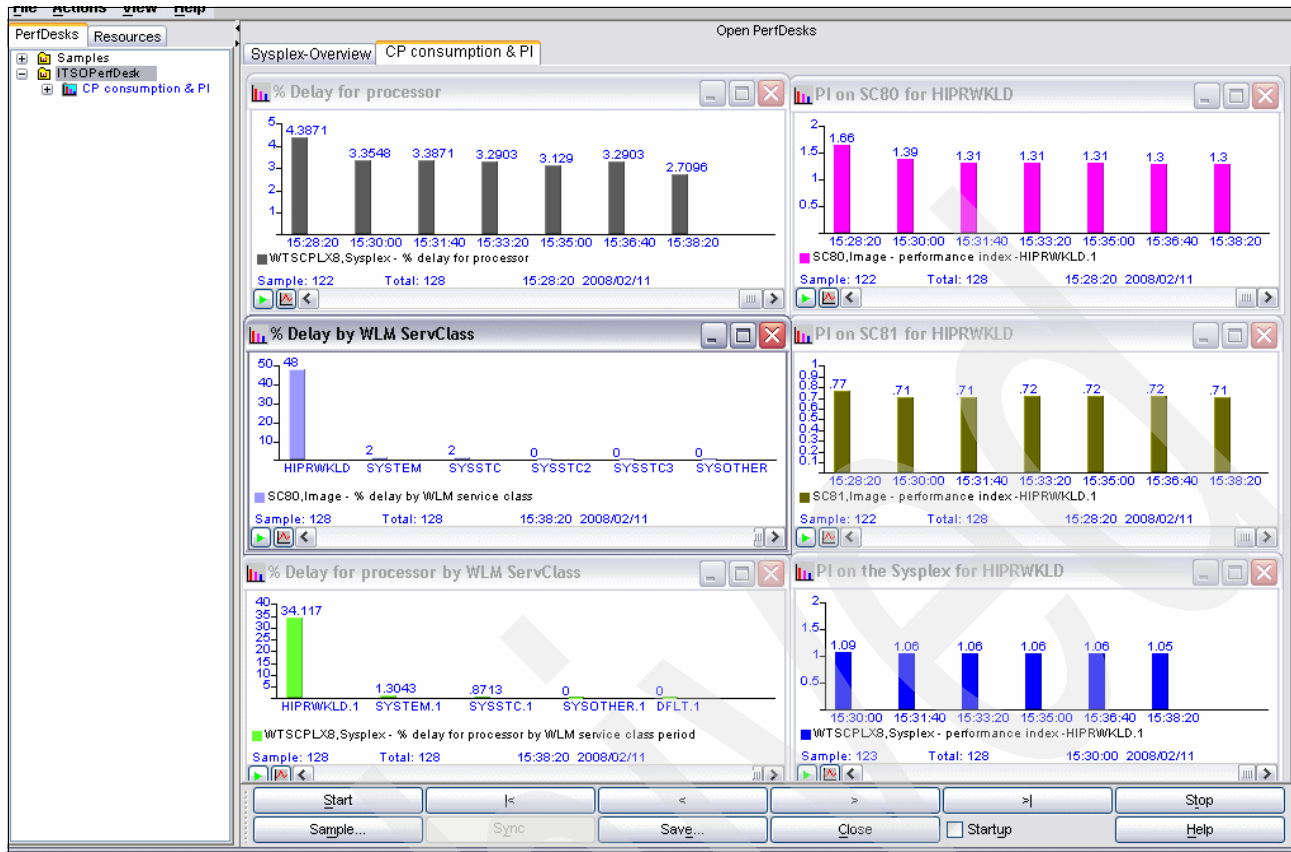 File Actions View Help
PerfDesks Resources
Samples
ITSOPerfDesk
CP consumption & PI
Open PerfDesks
Sysplex-Overview CP consumption & PI
% Delay for processor
5
4
3
2
1
4.3871 3.3548 3.3871 3.2903 3.129 3.2903 2.7096
15:28:20 15:30:00 15:31:40 15:33:20 15:35:00 15:36:40 15:38:20
WTSCPLX8,Sysplex - % delay for processor
Sample: 122 Total: 128 15:28:20 2008/02/11
PI on SC80 for HIPRWKLD
2
1.5
1
0.5
1.66 1.39 1.31 1.31 1.31 1.3 1.3
15:28:20 15:30:00 15:31:40 15:33:20 15:35:00 15:36:40 15:38:20
SC80,Image - performance index -HIPRWKLD.1
Sample: 122 Total: 128 15:28:20 2008/02/11
% Delay by WLM ServClass
50
40
30
20
10
48 2 2 0 0 0
HIPRWKLD SYSTEM SYSSTC SYSSTC2 SYSSTC3 SYSOTHER
SC80,Image - % delay by WLM service class
Sample: 128 Total: 128 15:38:20 2008/02/11
PI on SC81 for HIPRWKLD
1
0.9
0.8
0.7
0.6
0.5
0.4
0.3
0.2
0.1
.77 .71 .71 .72 .72 .72 .71
15:28:20 15:30:00 15:31:40 15:33:20 15:35:00 15:36:40 15:38:20
SC81,Image - performance index -HIPRWKLD.1
Sample: 122 Total: 128 15:28:20 2008/02/11
% Delay for processor by WLM ServClass
40
35
30
25
20
15
10
5
34.117 1.3043 .8713 0 0
HIPRWKLD.1 SYSTEM.1 SYSSTC.1 SYSOTHER.1 DFLT.1
WTSCPLX8,Sysplex - % delay for processor by WLM service class period
Sample: 128 Total: 128 15:38:20 2008/02/11
PI on the Sysplex for HIPRWKLD
2
1.5
1
0.5
1.09 1.06 1.06 1.06 1.06 1.05
15:30:00 15:31:40 15:33:20 15:35:00 15:36:40 15:38:20
WTSCPLX8,Sysplex - performance index -HIPRWKLD.1
Sample: 123 Total: 128 15:30:00 2008/02/11
Start |< < > >| Stop
Sample... Sync Save... Close Startup Help